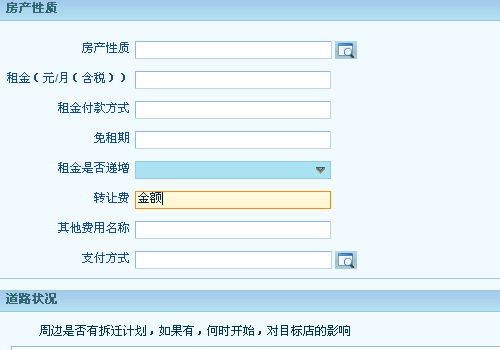 房产性质
房产性质
租金（元/月（含税））
租金付款方式
免租期
租金是否递增
转让费 金额
其他费用名称
支付方式
道路状况
周边是否有拆迁计划，如果有，何时开始，对目标店的影响